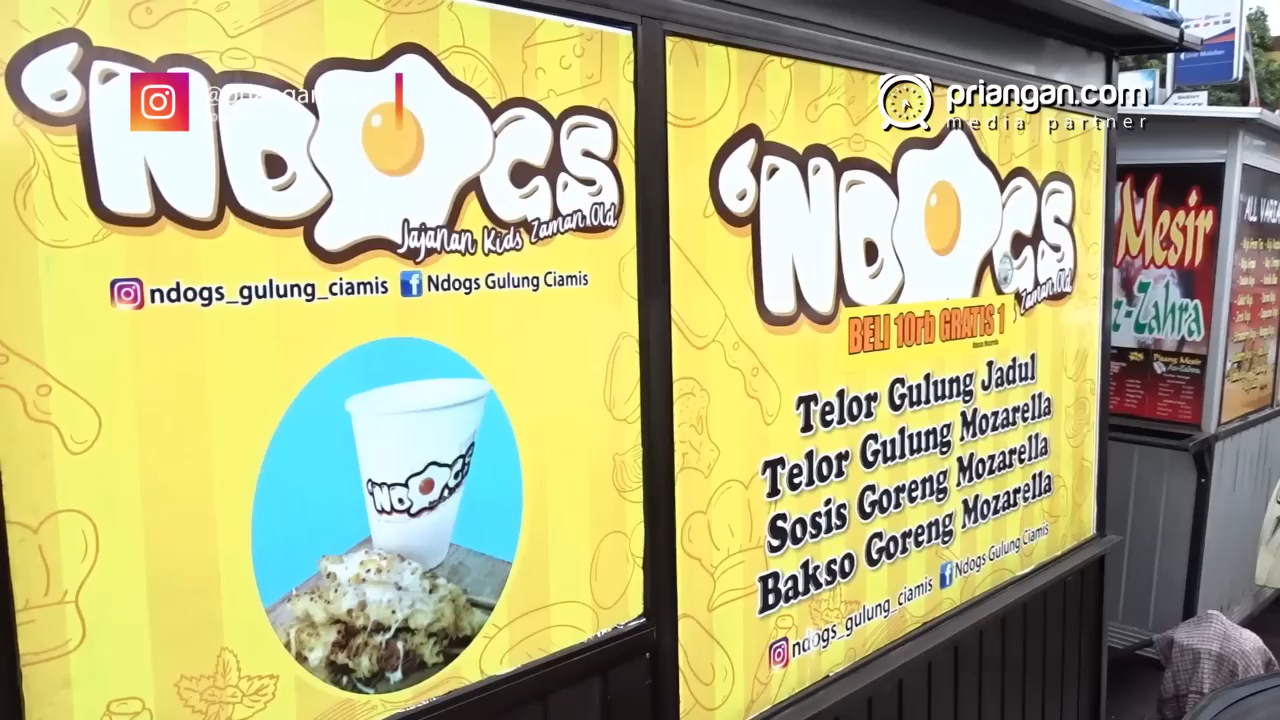 'NDOGS
Jajanan Kids Zaman Old
ndogs_gulung_ciamis
Ndogs Gulung Ciamis
'NDOGS
priangan.com
media partner
'NDOGS
Zaman Old
BELI 10rb GRATIS 1
Telor Gulung Jadul
Telor Gulung Mozarella
Sosis Goreng Mozarella
Bakso Goreng Mozarella
ndogs_gulung_ciamis
Ndogs Gulung Ciamis
Mesir
z-Zahra
Pisang Mesir